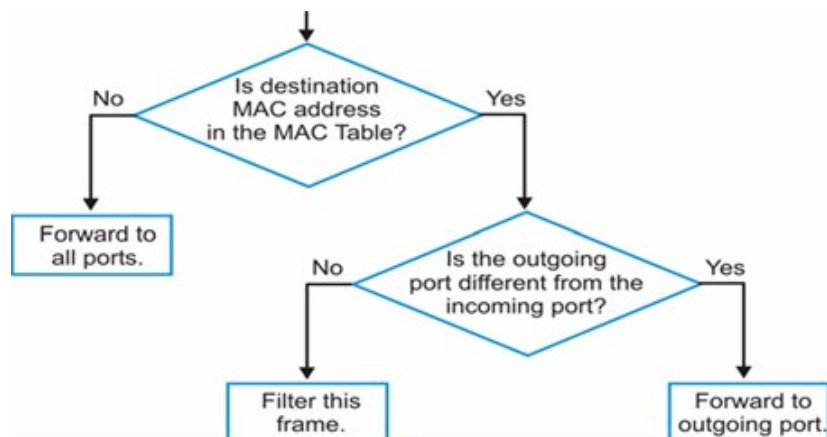 Is destination
MAC address
in the MAC Table?
No
Yes
Forward to
all ports.
Is the outgoing
port different from the
incoming port?
No
Yes
Filter this
frame.
Forward to
outgoing port.